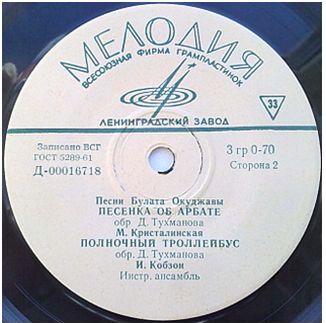 МЕЛОДИЯ
ВСЕСОЮЗНАЯ ФИРМА ГРАМПЛАСТИНОК
33
ЛЕНИНГРАДСКИЙ ЗАВОД
Записано ВСГ
ГОСТ 5289-61
Д-00016718
3 гр 0-70
Сторона 2
Песни Булата Окуджавы
ПЕСЕНКА ОБ АРБАТЕ
обр. Д. Тухманова
М. Кристалинская
ПОЛНОЧНЫЙ ТРОЛЛЕЙБУС
обр. Д. Тухманова
И. Кобзон
Инстр. ансамбль